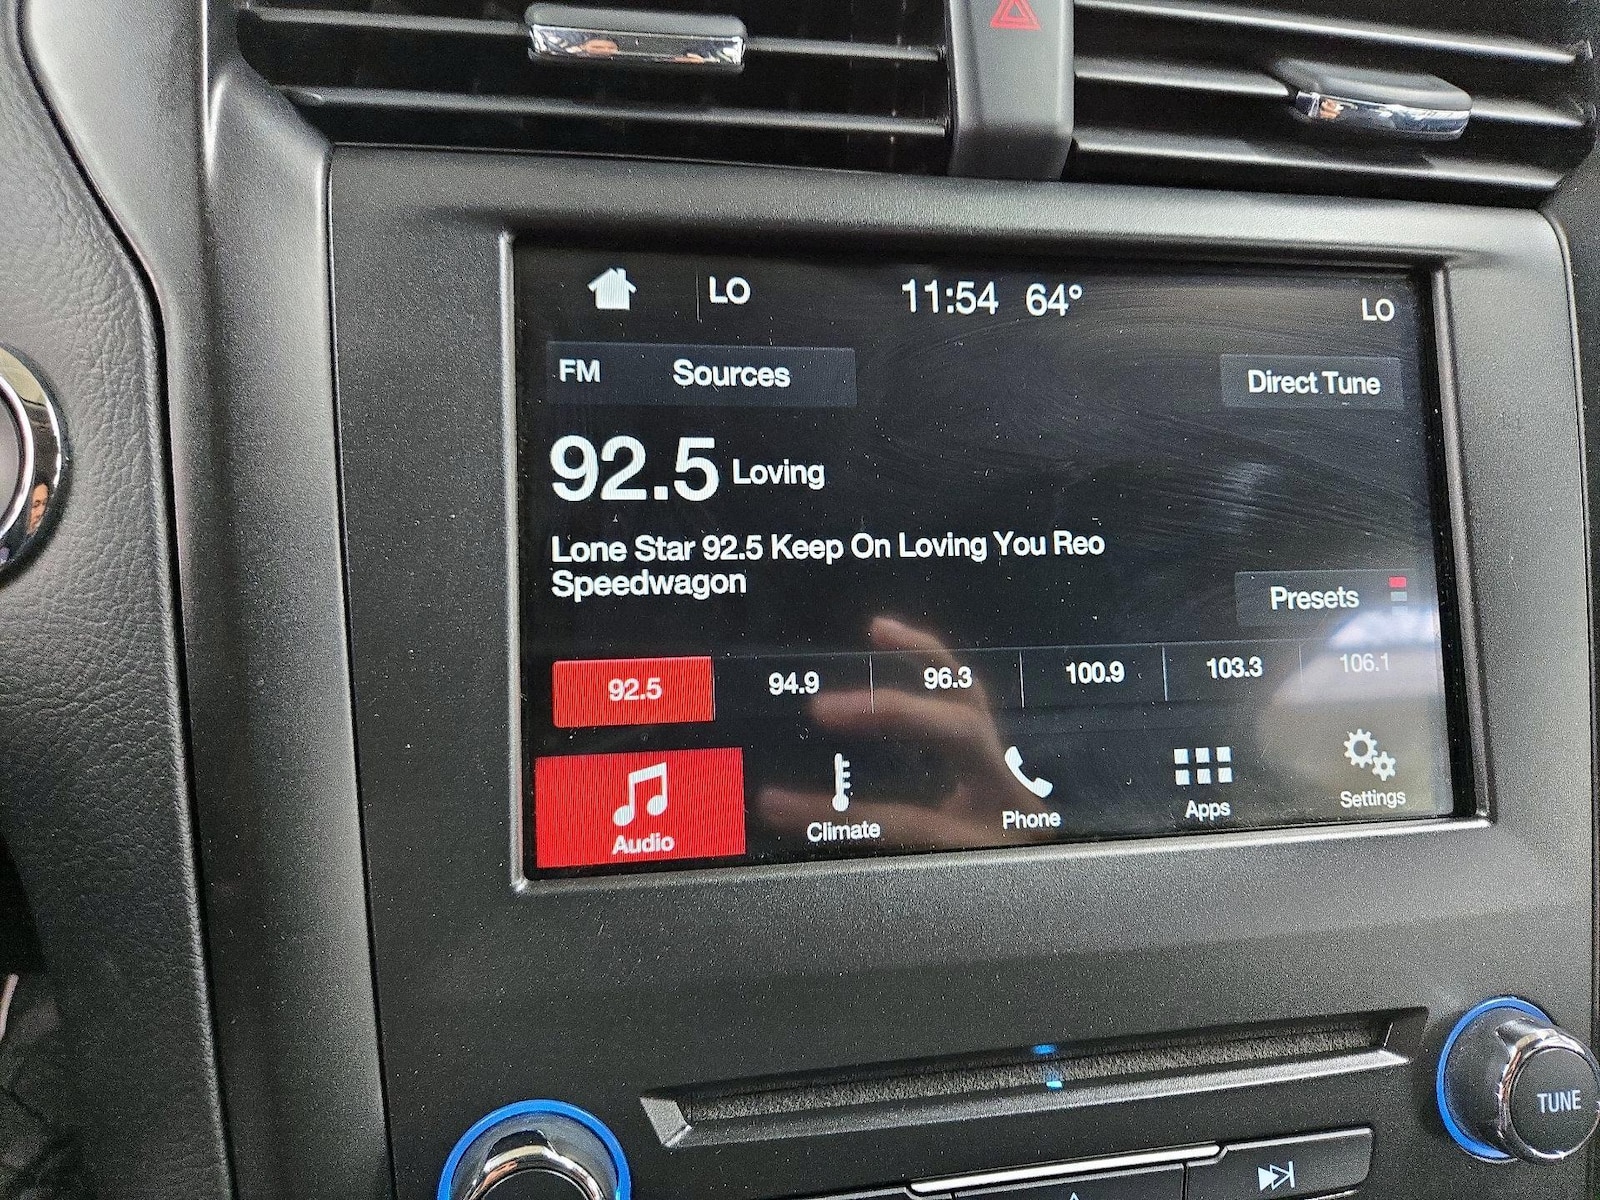 LO 11:54 64° LO
FM Sources Direct Tune
92.5 Loving
Lone Star 92.5 Keep On Loving You Reo
Speedwagon
Presets
92.5 94.9 96.3 100.9 103.3 106.1
Audio Climate Phone Apps Settings
TUNE